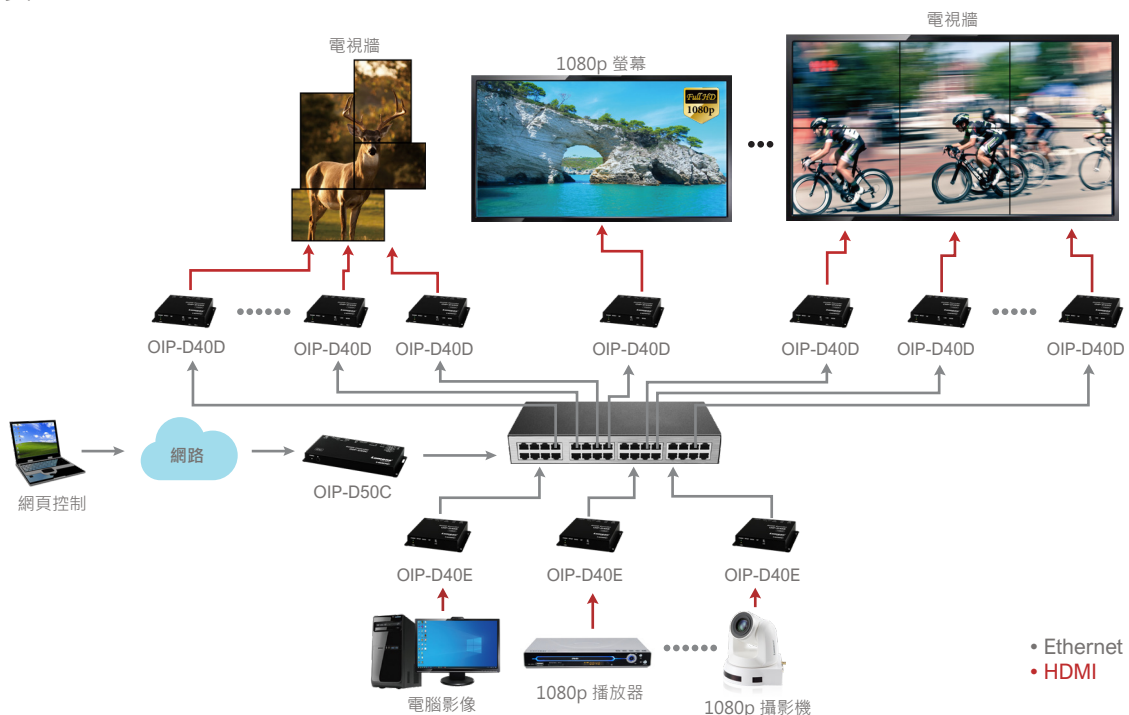 電視牆
電視牆
1080p 螢幕
Full HD
1080p
OIP-D40D
OIP-D40D
OIP-D40D
OIP-D40D
OIP-D40D
OIP-D40D
OIP-D40D
網路
網頁控制
OIP-D50C
OIP-D40E
OIP-D40E
OIP-D40E
• Ethernet
• HDMI
電腦影像
1080p 播放器
1080p 攝影機